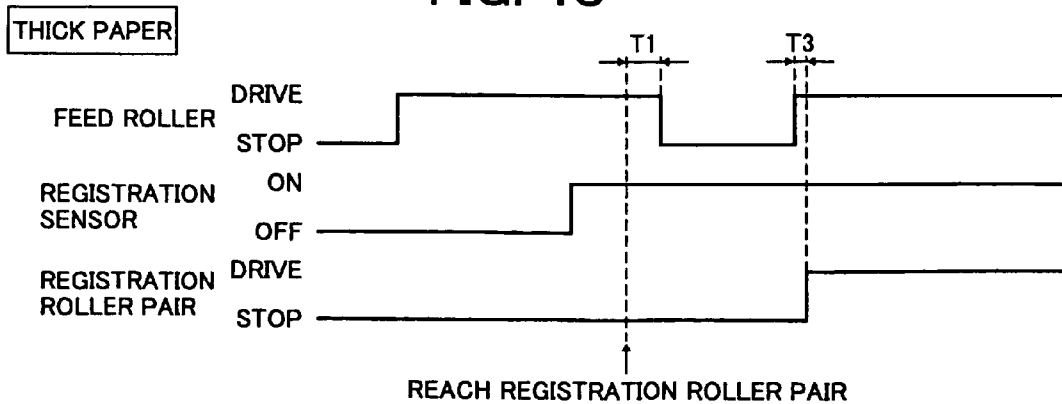 THICK PAPER
T1
T3
FEED ROLLER
DRIVE
STOP
REGISTRATION
SENSOR
ON
OFF
REGISTRATION
ROLLER PAIR
DRIVE
STOP
REACH REGISTRATION ROLLER PAIR